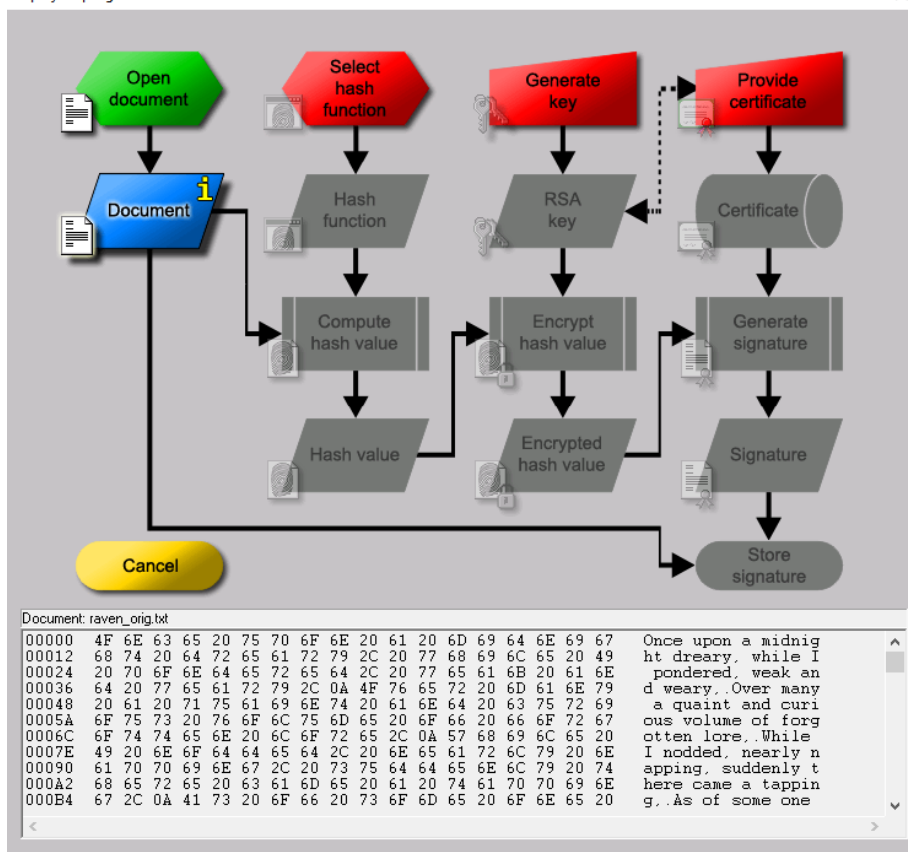 Open
document
Select
hash
function
Generate
key
Provide
certificate
Document
i
Hash
function
RSA
key
Certificate
Compute
hash value
Encrypt
hash value
Generate
signature
Hash value
Encrypted
hash value
Signature
Cancel
Store
signature
Document: raven_orig.txt
00000 4F 6E 63 65 20 75 70 6F 6E 20 61 20 6D 69 64 6E 69 67 Once upon a midnig
00012 68 74 20 64 72 65 61 72 79 2C 20 77 68 69 6C 65 20 49 ht dreary, while I
00024 20 70 6F 6E 64 65 72 65 64 2C 20 77 65 61 6B 20 61 6E pondered, weak an
00036 64 20 77 65 61 72 79 2C 0A 4F 76 65 72 20 6D 61 6E 79 d weary,.Over many
00048 20 61 20 71 75 61 69 6E 74 20 61 6E 64 20 63 75 72 69 a quaint and curi
0005A 6F 75 73 20 76 6F 6C 75 6D 65 20 6F 66 20 66 6F 72 67 ous volume of forg
0006C 6F 74 74 65 6E 20 6C 6F 72 65 2C 0A 57 68 69 6C 65 20 otten lore,.While
0007E 49 20 6E 6F 64 64 65 64 2C 20 6E 65 61 72 6C 79 20 6E I nodded, nearly n
00090 61 70 70 69 6E 67 2C 20 73 75 64 64 65 6E 6C 79 20 74 apping, suddenly t
000A2 68 65 72 65 20 63 61 6D 65 20 61 20 74 61 70 70 69 6E here came a tappin
000B4 67 2C 0A 41 73 20 6F 66 20 73 6F 6D 65 20 6F 6E 65 20 g,.As of some one